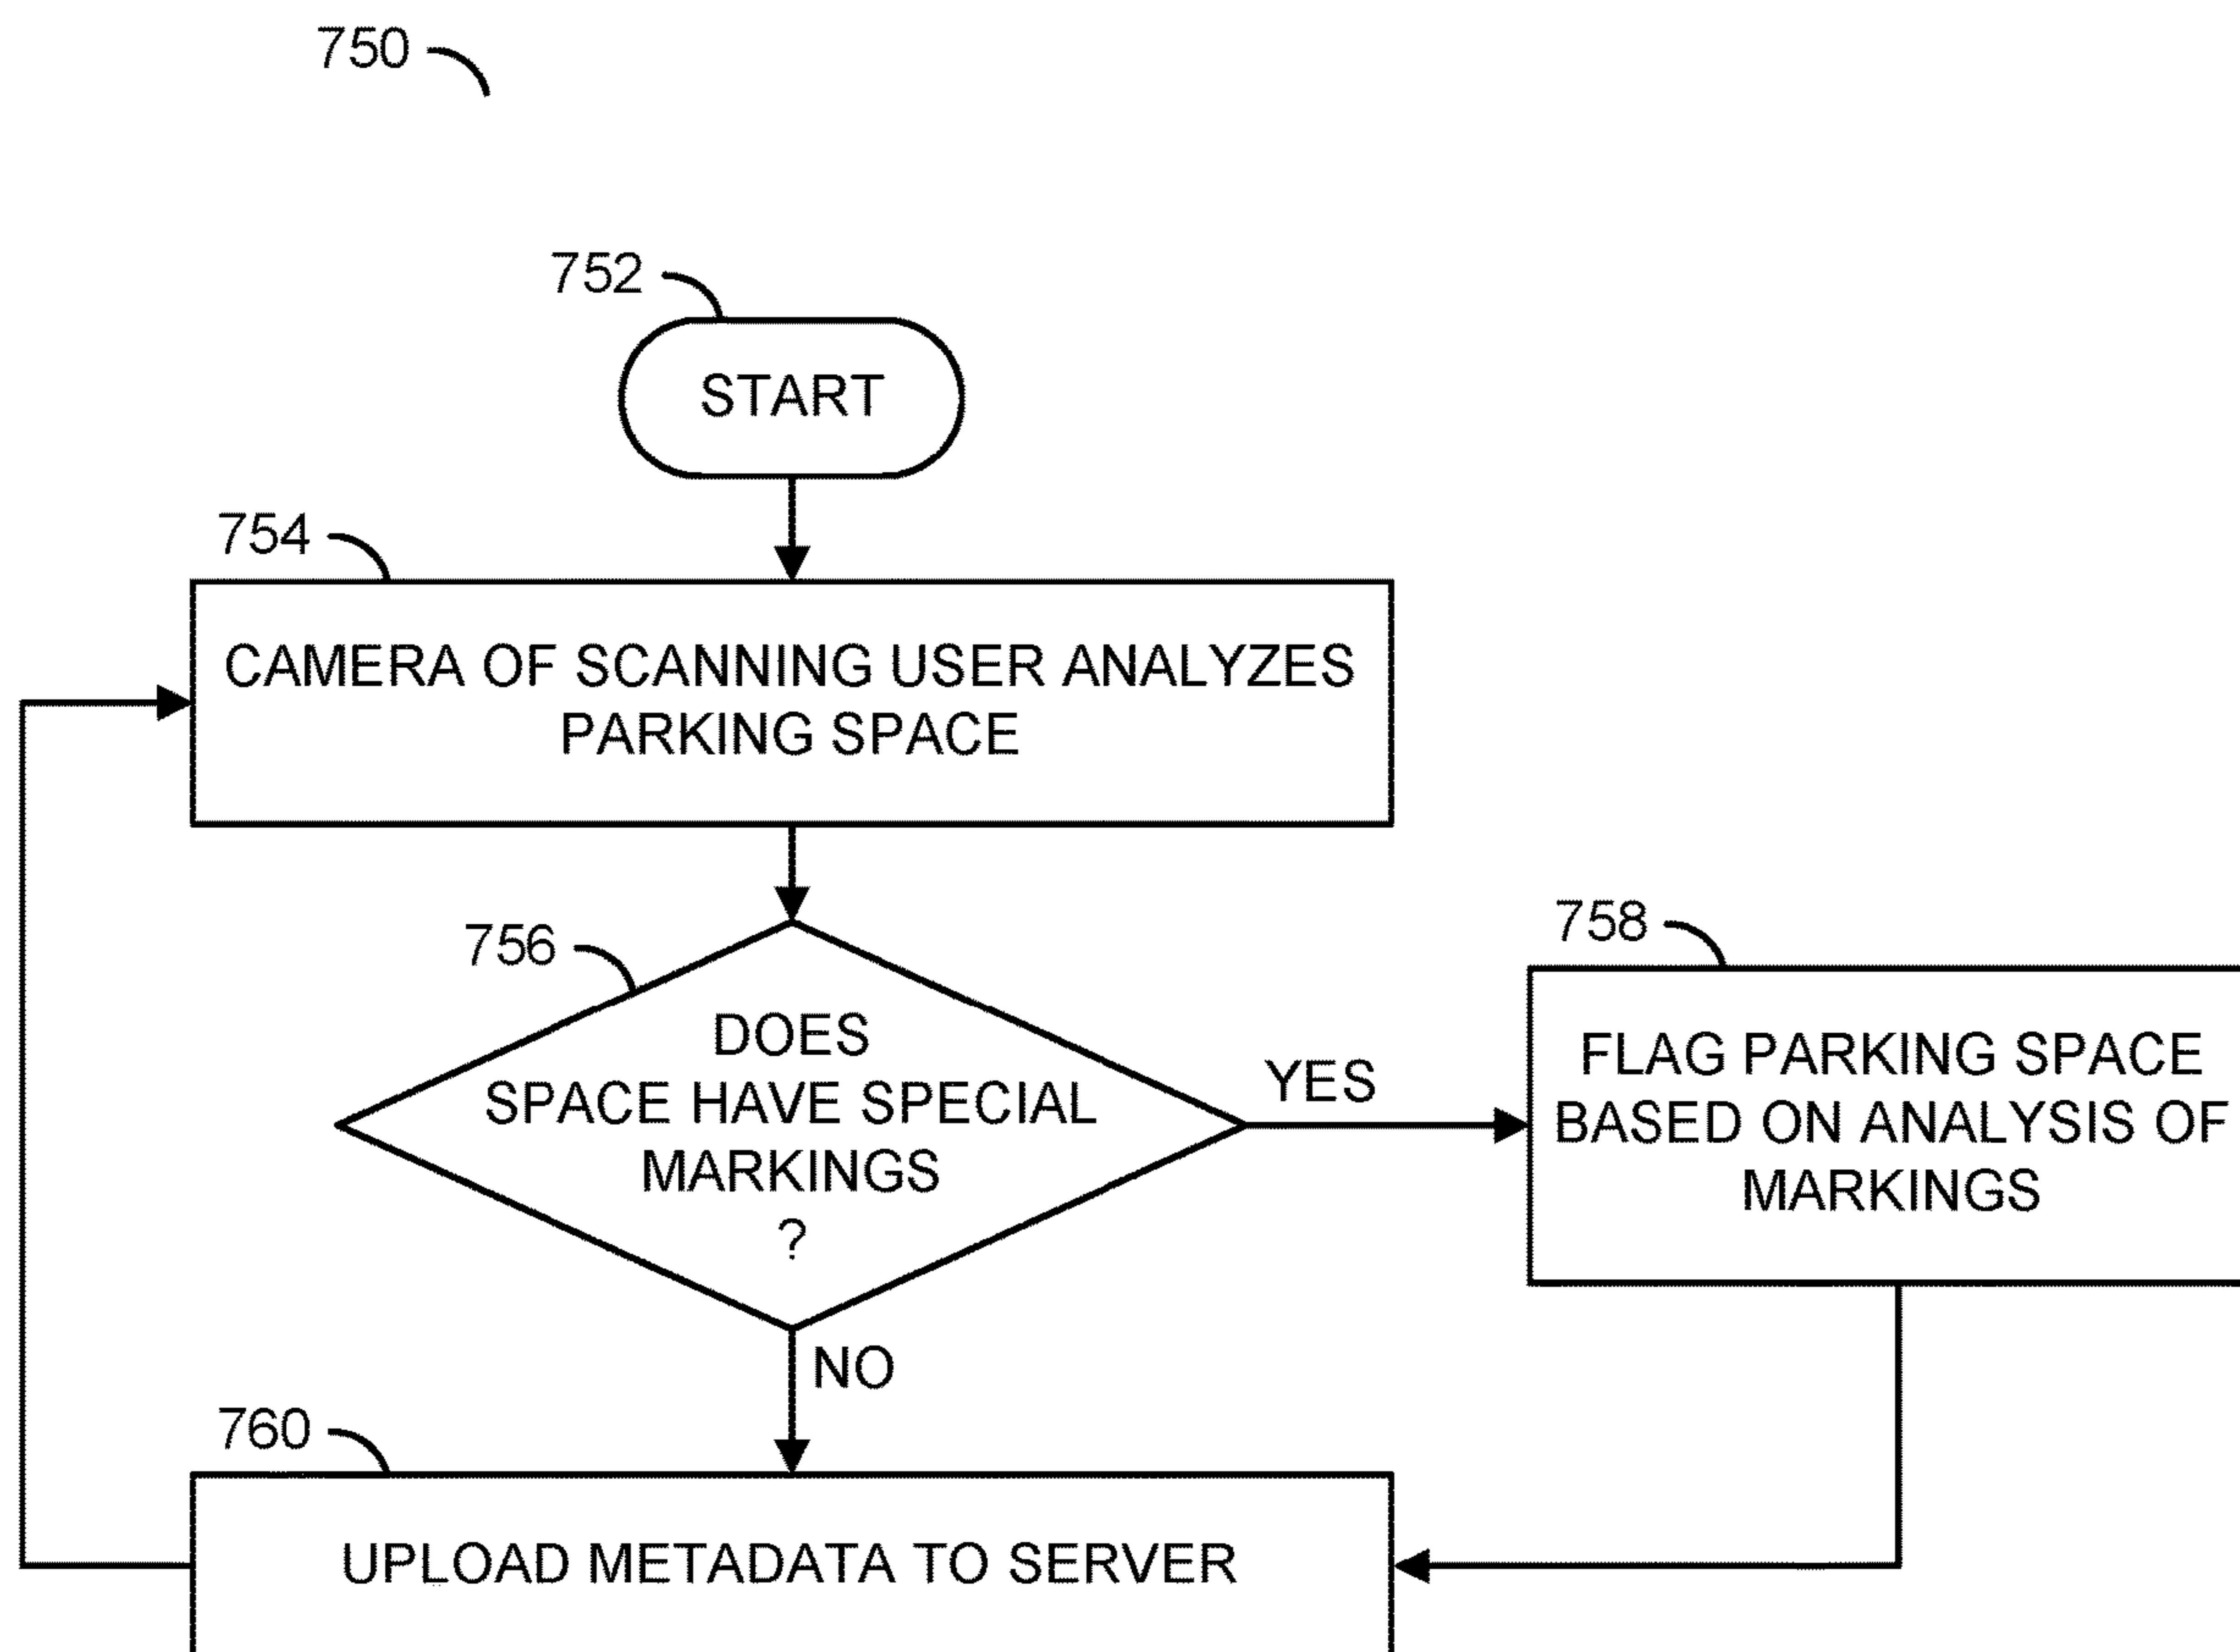 750
752
START
754
CAMERA OF SCANNING USER ANALYZES
PARKING SPACE
756
DOES
SPACE HAVE SPECIAL
MARKINGS
?
YES
758
FLAG PARKING SPACE
BASED ON ANALYSIS OF
MARKINGS
NO
760
UPLOAD METADATA TO SERVER